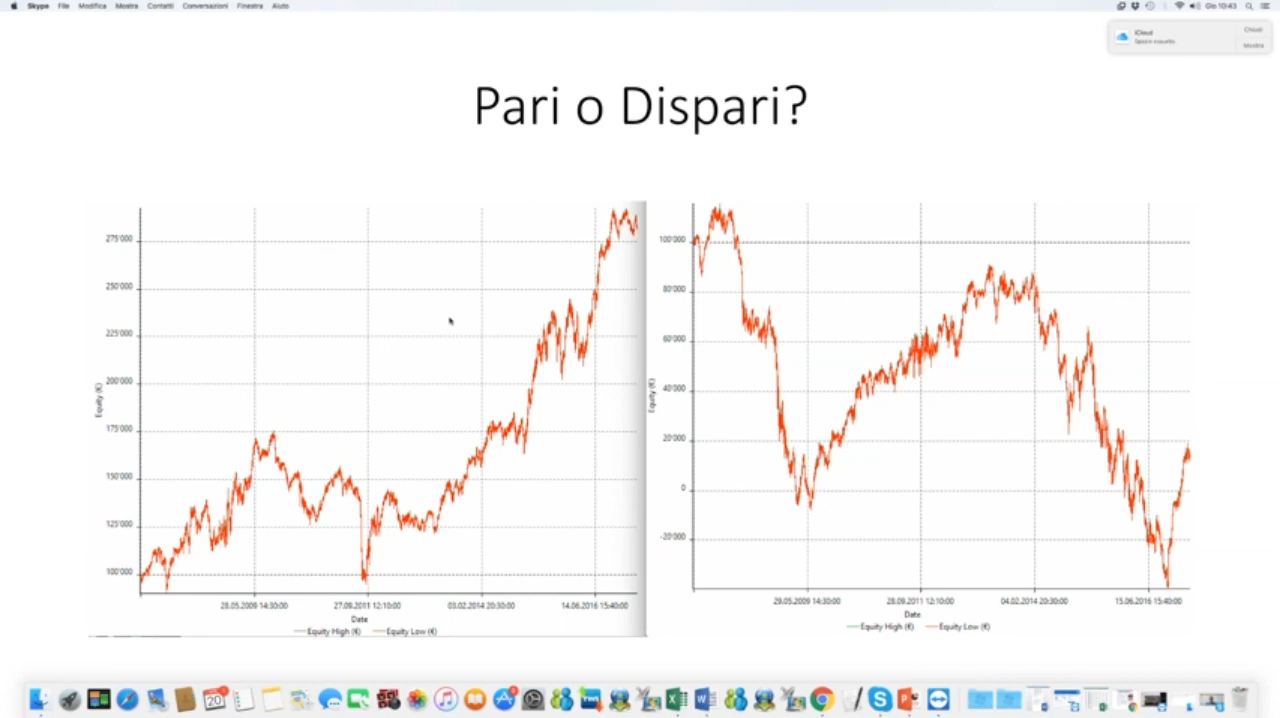 Skype File Modifica Mostra Contatti Conversazioni Finestra Aiuto
Gio 10:43
iCloud
Spazio esaurito.
Chiudi
Mostra
Pari o Dispari?
275'000
250'000
225'000
200'000
175'000
150'000
125'000
100'000
Equity (€)
28.05.2009 14:30:00 27.09.2011 12:10:00 03.02.2014 20:30:00 14.06.2016 15:40:00
Date
Equity High (€) Equity Low (€)
100'000
80'000
60'000
40'000
20'000
0
-20'000
Equity (€)
29.05.2009 14:30:00 28.09.2011 12:10:00 04.02.2014 20:30:00 15.06.2016 15:40:00
Date
Equity High (€) Equity Low (€)
20